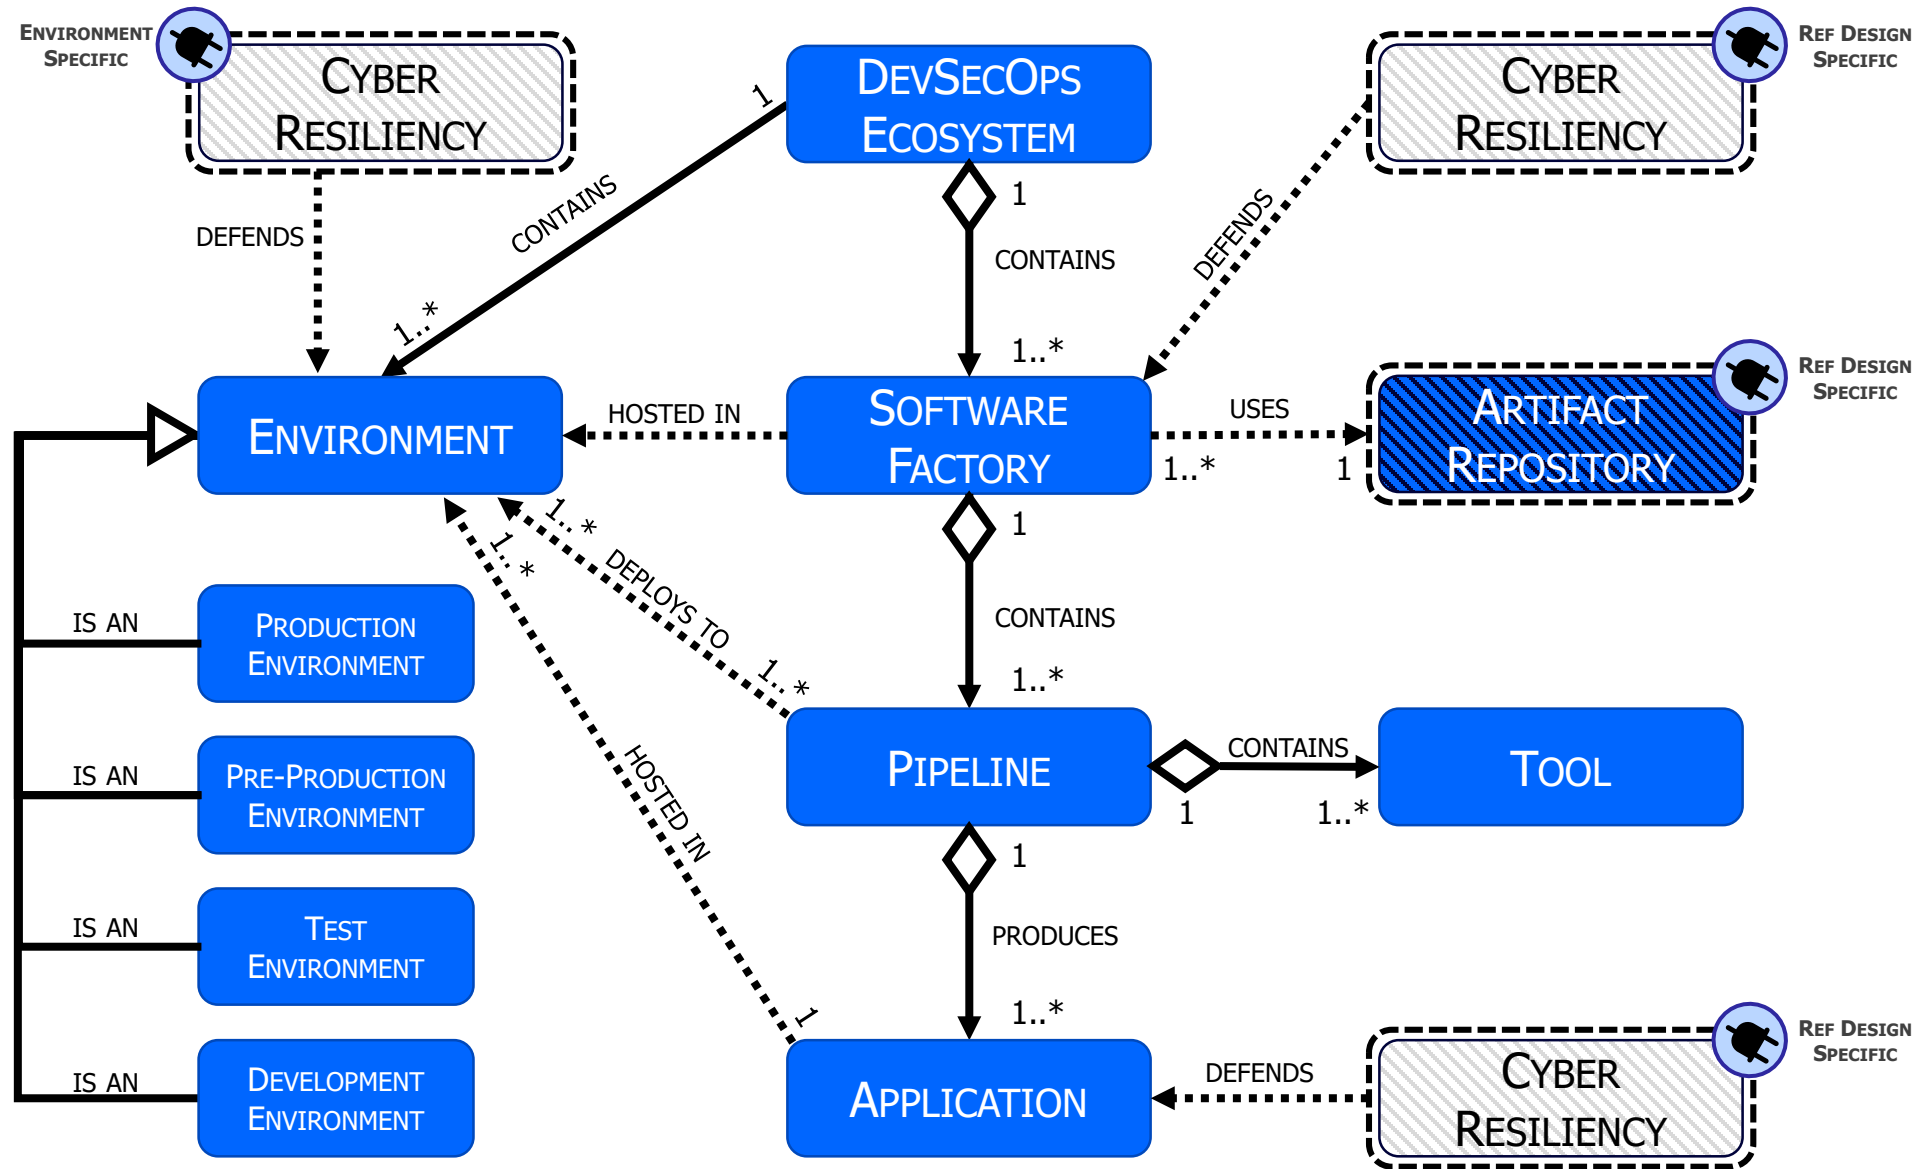 Environment
Specific
Cyber
Resiliency
DevSecOps
Ecosystem
Cyber
Resiliency
Ref Design
Specific
1
1
contains
defends
contains
defends
1..*
1..*
Environment
hosted in
Software
Factory
uses
1..*
1
Artifact
Repository
Ref Design
Specific
1..*
1..*
1
deploys to
contains
1..*
1..*
is an
Production
Environment
is an
Pre-Production
Environment
hosted in
Pipeline
contains
1
1..*
Tool
1
is an
Test
Environment
produces
1
1..*
is an
Development
Environment
Application
defends
Cyber
Resiliency
Ref Design
Specific